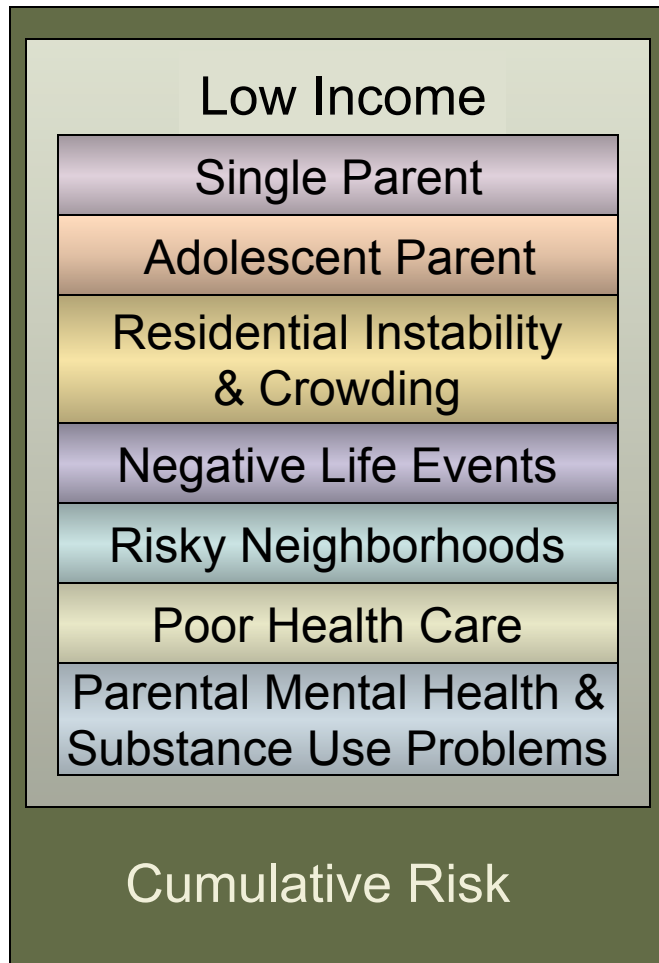 Low Income
Single Parent
Adolescent Parent
Residential Instability
& Crowding
Negative Life Events
Risky Neighborhoods
Poor Health Care
Parental Mental Health &
Substance Use Problems
Cumulative Risk